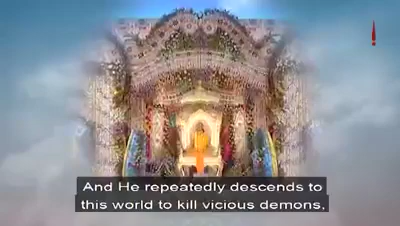 And He repeatedly descends to
this world to kill vicious demons,